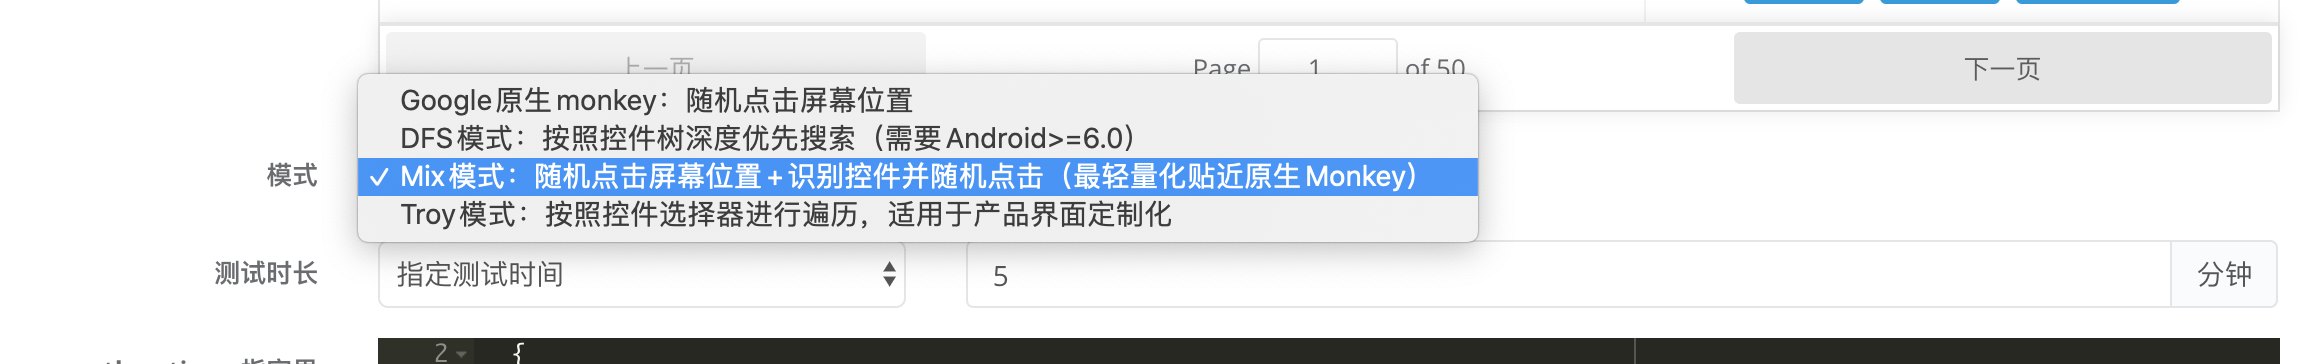 上一页 Page 1 of 50 下一页
Google原生monkey：随机点击屏幕位置
DFS模式：按照控件树深度优先搜索（需要Android>=6.0）
模式 ✓ Mix模式：随机点击屏幕位置+识别控件并随机点击（最轻量化贴近原生Monkey）
Troy模式：按照控件选择器进行遍历，适用于产品界面定制化
测试时长 指定测试时间 5 分钟
2 {